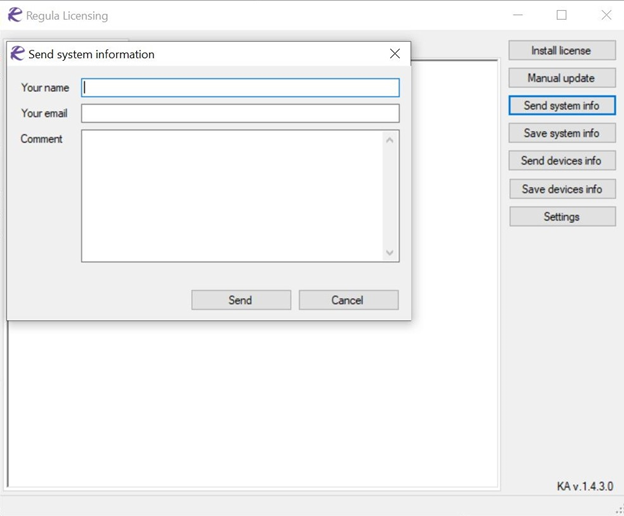 Regula Licensing
Send system information
Your name
Your email
Comment
Send
Cancel
Install license
Manual update
Send system info
Save system info
Send devices info
Save devices info
Settings
KA v.1.4.3.0